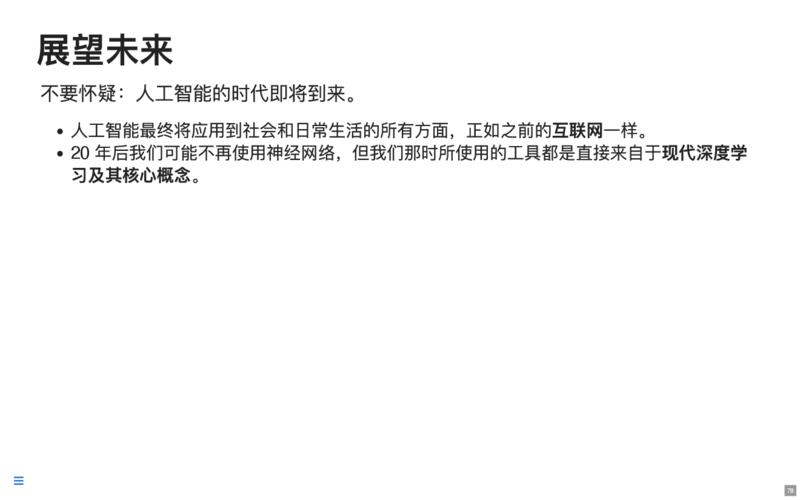 展望未来
不要怀疑：人工智能的时代即将到来。
• 人工智能最终将应用到社会和日常生活的所有方面，正如之前的互联网一样。
• 20 年后我们可能不再使用神经网络，但我们那时所使用的工具都是直接来自于现代深度学
习及其核心概念。
78